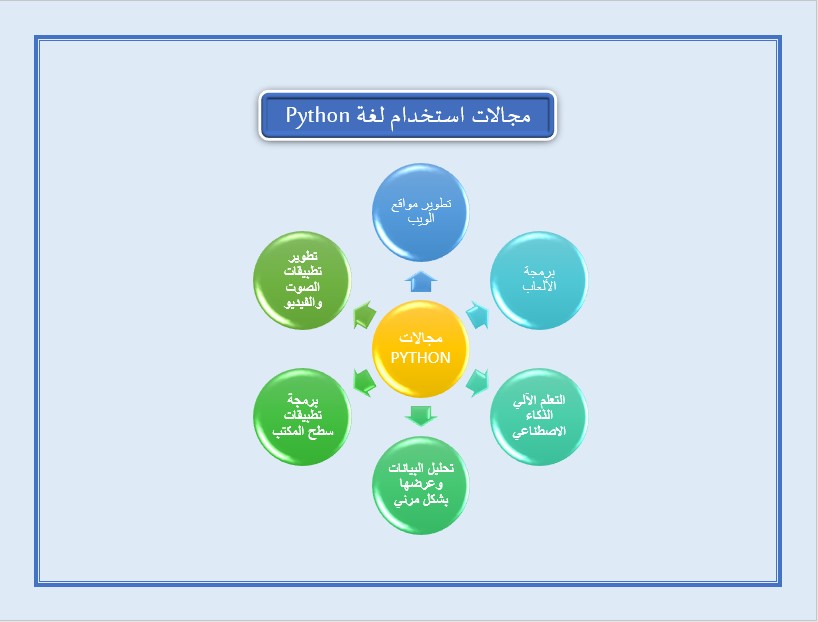 مجالات استخدام لغة Python
تطوير مواقع
الويب
برمجة
الألعاب
التعلم الآلي
الذكاء
الاصطناعي
تحليل البيانات
وعرضها
بشكل مرئي
برمجة
تطبيقات
سطح المكتب
تطوير
تطبيقات
الصوت
والفيديو
مجالات
PYTHON